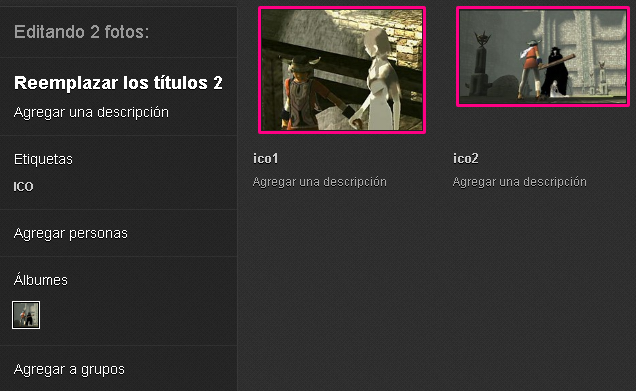 Editando 2 fotos:
Reemplazar los títulos 2
Agregar una descripción
Etiquetas
ICO
Agregar personas
Álbumes
Agregar a grupos
ico1
Agregar una descripción
ico2
Agregar una descripción